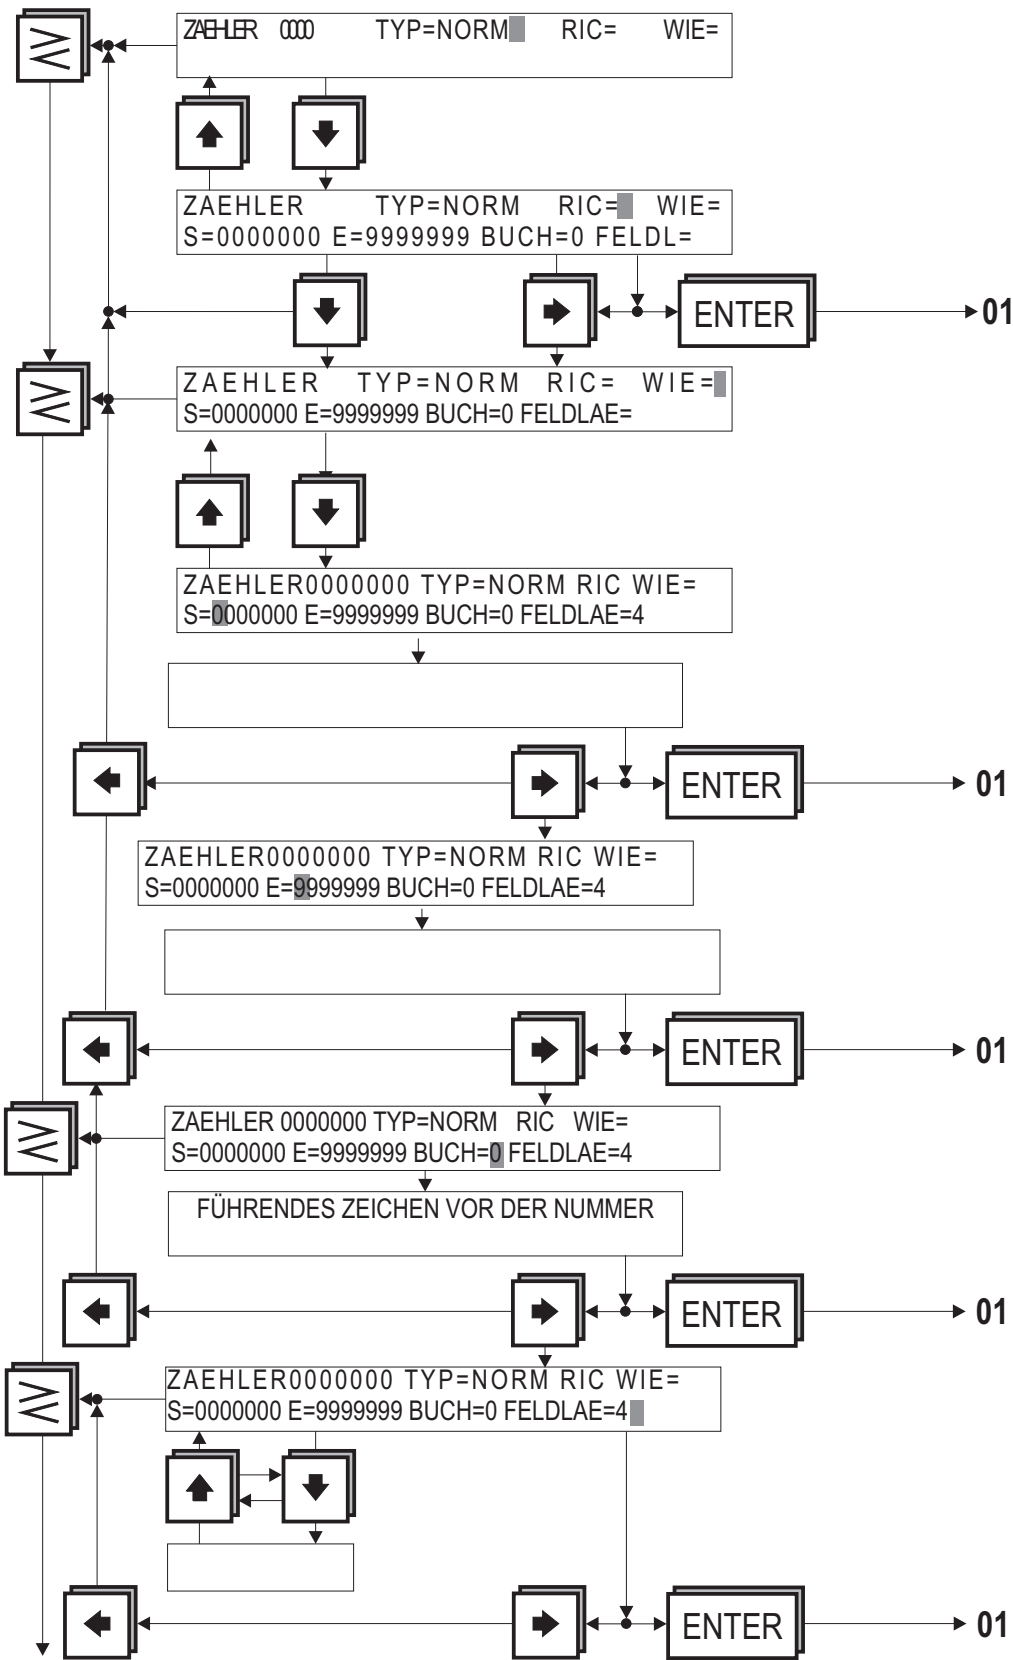 ZAEHLER 0000 TYP=NORM RIC= WIE=
ZAEHLER TYP=NORM RIC= WIE=
S=0000000 E=9999999 BUCH=0 FELDL=
ENTER 01
ZAEHLER TYP=NORM RIC= WIE=
S=0000000 E=9999999 BUCH=0 FELDLAE=
ZAEHLER0000000 TYP=NORM RIC WIE=
S=0000000 E=9999999 BUCH=0 FELDLAE=4
ENTER 01
ZAEHLER0000000 TYP=NORM RIC WIE=
S=0000000 E=9999999 BUCH=0 FELDLAE=4
ENTER 01
ZAEHLER 0000000 TYP=NORM RIC WIE=
S=0000000 E=9999999 BUCH=0 FELDLAE=4
FÜHRENDES ZEICHEN VOR DER NUMMER
ENTER 01
ZAEHLER0000000 TYP=NORM RIC WIE=
S=0000000 E=9999999 BUCH=0 FELDLAE=4
ENTER 01